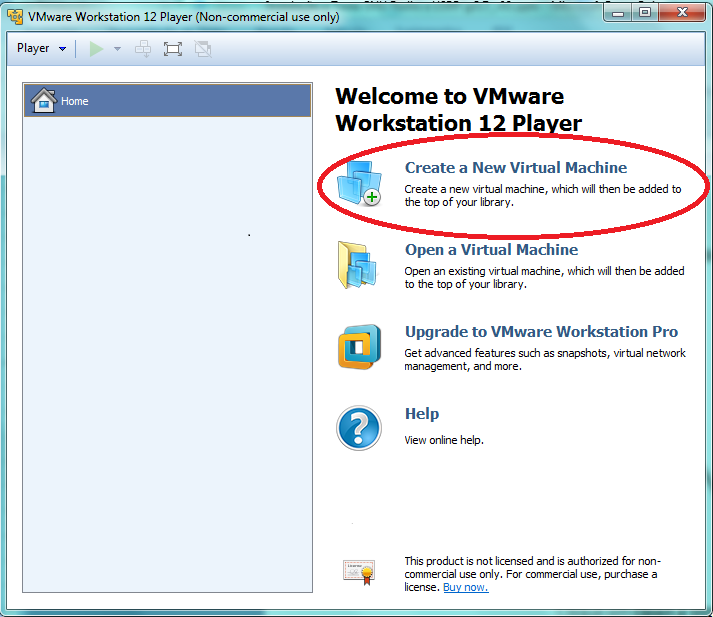 VMware Workstation 12 Player (Non-commercial use only)
Player
Home
Welcome to VMware
Workstation 12 Player
Create a New Virtual Machine
Create a new virtual machine, which will then be added to
the top of your library.
Open a Virtual Machine
Open an existing virtual machine, which will then be added
to the top of your library.
Upgrade to VMware Workstation Pro
Get advanced features such as snapshots, virtual network
management, and more.
Help
View online help.
This product is not licensed and is authorized for non-
commercial use only. For commercial use, purchase a
license. Buy now.